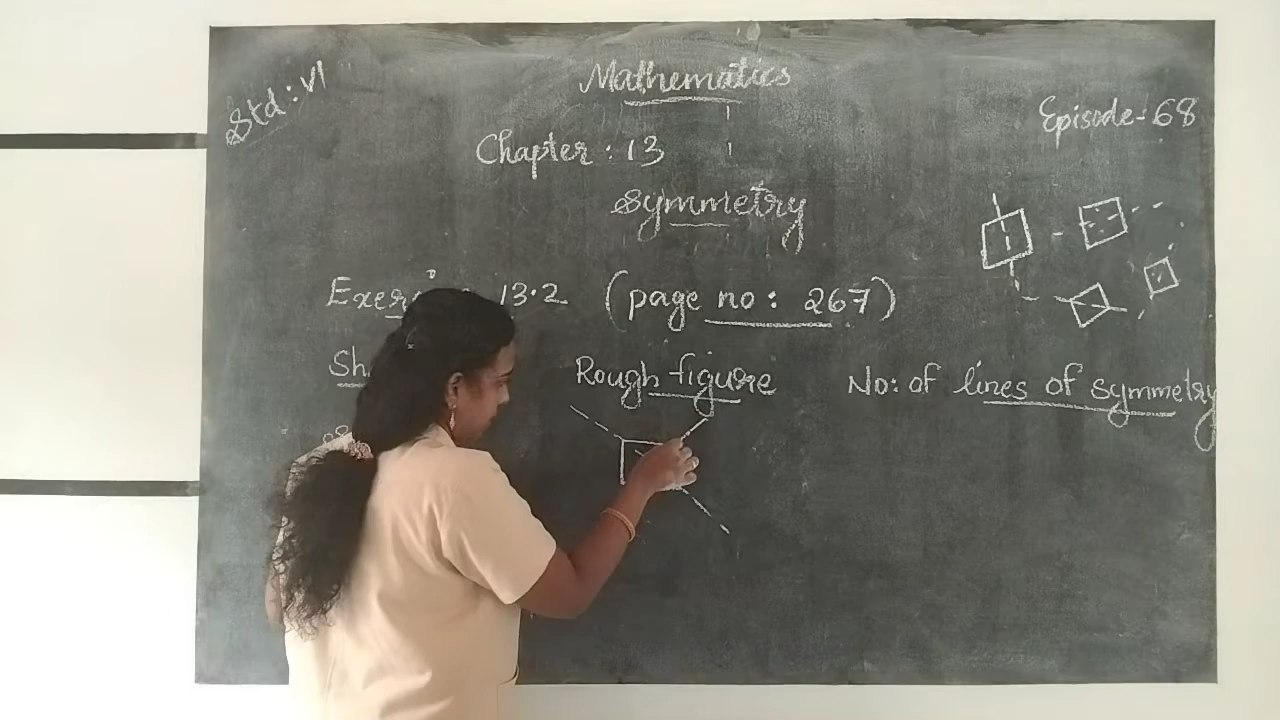 Std : VI
Mathematics
Episode - 68
Chapter : 13
Symmetry
13.2 (page no : 267)
Rough figure
No: of lines of symmetry